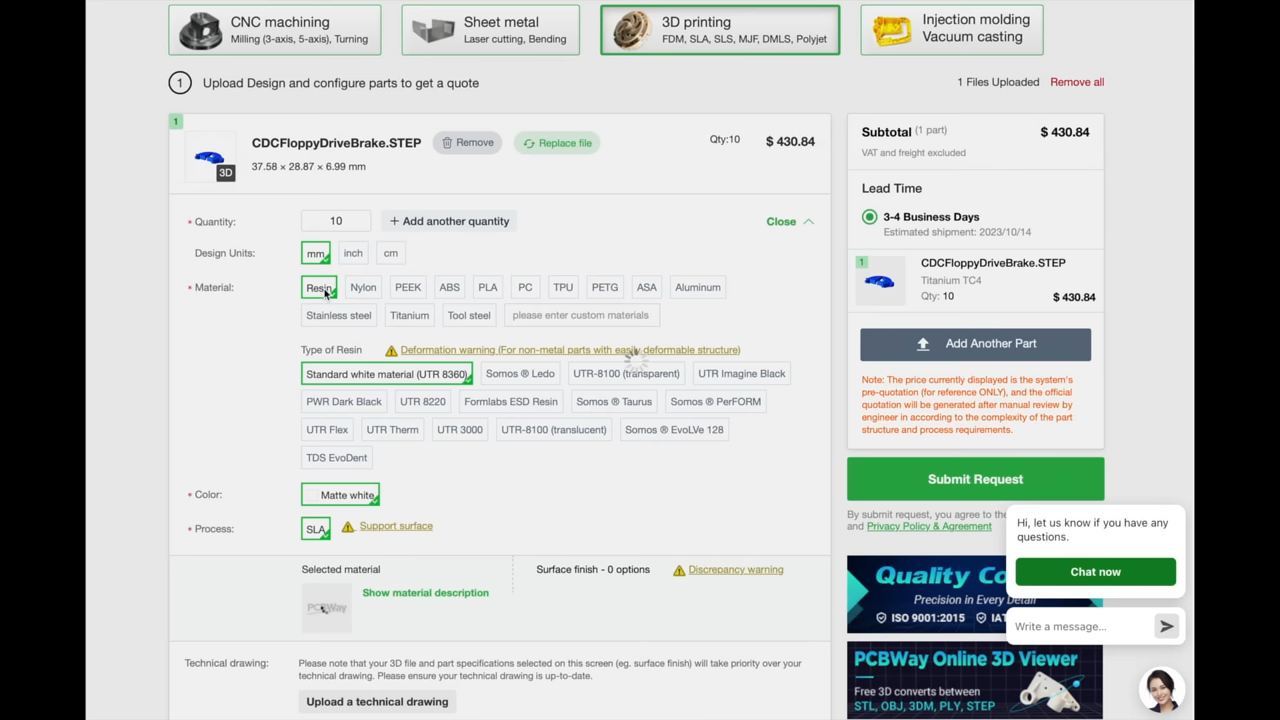 CNC machining
Milling (3-axis, 5-axis), Turning
Sheet metal
Laser cutting, Bending
3D printing
FDM, SLA, SLS, MJF, DMLS, Polyjet
Injection molding
Vacuum casting
1 Upload Design and configure parts to get a quote
1 Files Uploaded Remove all
1
3D
CDCFloppyDriveBrake.STEP Remove Replace file Qty:10 $ 430.84
37.58 × 28.87 × 6.99 mm
* Quantity: 10 + Add another quantity Close
Design Units: mm inch cm
* Material: Resin Nylon PEEK ABS PLA PC TPU PETG ASA Aluminum
Stainless steel Titanium Tool steel please enter custom materials
Type of Resin Deformation warning (For non-metal parts with easily deformable structure)
Standard white material (UTR 8360) Somos ® Ledo UTR-8100 (transparent) UTR Imagine Black
PWR Dark Black UTR 8220 Formlabs ESD Resin Somos ® Taurus Somos ® PerFORM
UTR Flex UTR Therm UTR 3000 UTR-8100 (translucent) Somos ® EvoLVe 128
TDS EvoDent
* Color: Matte white
* Process: SLA Support surface
Selected material
PCBWay
Show material description
Surface finish - 0 options Discrepancy warning
Technical drawing: Please note that your 3D file and part specifications selected on this screen (eg. surface finish) will take priority over your
technical drawing. Please ensure your technical drawing is up-to-date.
Upload a technical drawing
Subtotal (1 part) $ 430.84
VAT and freight excluded
Lead Time
3-4 Business Days
Estimated shipment: 2023/10/14
1
CDCFloppyDriveBrake.STEP
Titanium TC4
Qty: 10 $ 430.84
Add Another Part
Note: The price currently displayed is the system's
pre-quotation (for reference ONLY), and the official
quotation will be generated after manual review by
engineer in according to the complexity of the part
structure and process requirements.
Submit Request
By submit request, you agree to the
and Privacy Policy & Agreement
Hi, let us know if you have any
questions.
Chat now
Write a message...
Quality Co
Precision in Every Detail
ISO 9001:2015 IAT
PCBWay Online 3D Viewer
Free 3D converts between
STL, OBJ, 3DM, PLY, STEP